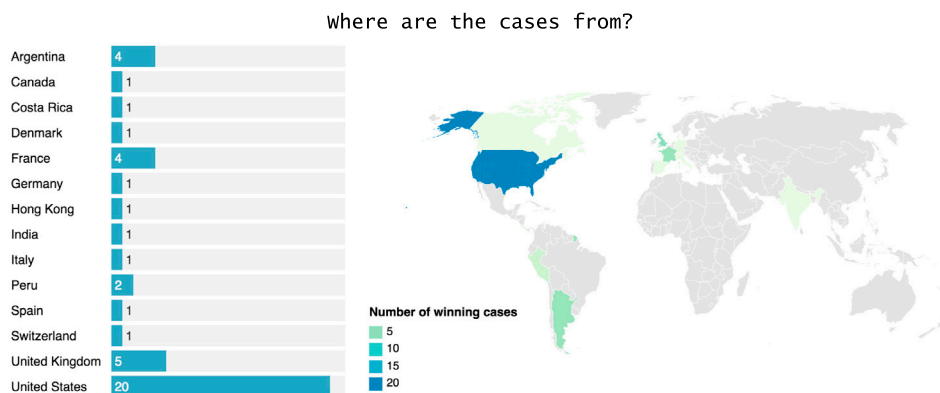 Where are the cases from?
Argentina 4
Canada 1
Costa Rica 1
Denmark 1
France 4
Germany 1
Hong Kong 1
India 1
Italy 1
Peru 2
Spain 1
Switzerland 1
United Kingdom 5
United States 20
Number of winning cases
5
10
15
20